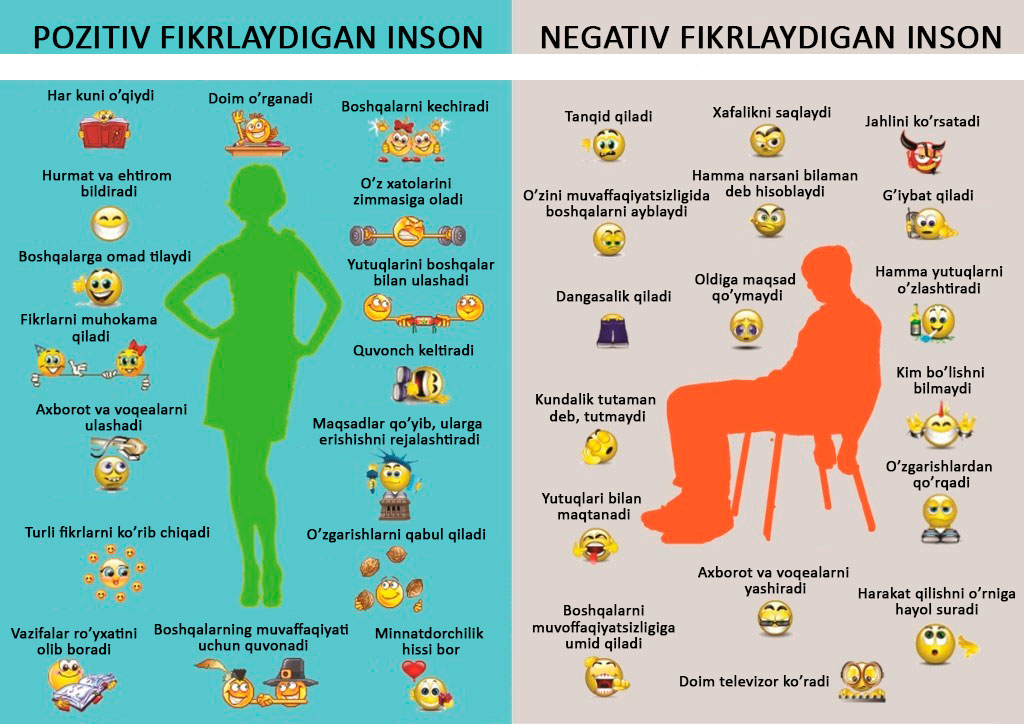 POZITIV FIKRLAYDIGAN INSON
Har kuni o’qiydi
Doim o’rganadi
Boshqalarni kechiradi
Hurmat va ehtirom
bildiradi
O’z xatolarini
zimmasiga oladi
Boshqalarga omad tilaydi
Yutuqlarini boshqalar
bilan ulashadi
Fikrlarni muhokama
qiladi
Quvonch keltiradi
Axborot va voqealarni
ulashadi
Maqsadlar qo’yib, ularga
erishishni rejalashtiradi
Turli fikrlarni ko’rib chiqadi
O’zgarishlarni qabul qiladi
Vazifalar ro’yxatini
olib boradi
Boshqalarning muvaffaqiyati
uchun quvonadi
Minnatdorchilik
hissi bor
NEGATIV FIKRLAYDIGAN INSON
Tanqid qiladi
Xafalikni saqlaydi
Jahlini ko’rsatadi
O’zini muvaffaqiyatsizligida
boshqalarni ayblaydi
Hamma narsani bilaman
deb hisoblaydi
G’iybat qiladi
Dangasalik qiladi
Oldiga maqsad
qo’ymaydi
Hamma yutuqlarni
o’zlashtiradi
Kundalik tutaman
deb, tutmaydi
Kim bo’lishni
bilmaydi
Yutuqlari bilan
maqtanadi
O’zgarishlardan
qo’rqadi
Axborot va voqealarni
yashiradi
Harakat qilishni o’rniga
hayol suradi
Boshqalarni
muvoffaqiyatsizligiga
umid qiladi
Doim televizor ko’radi